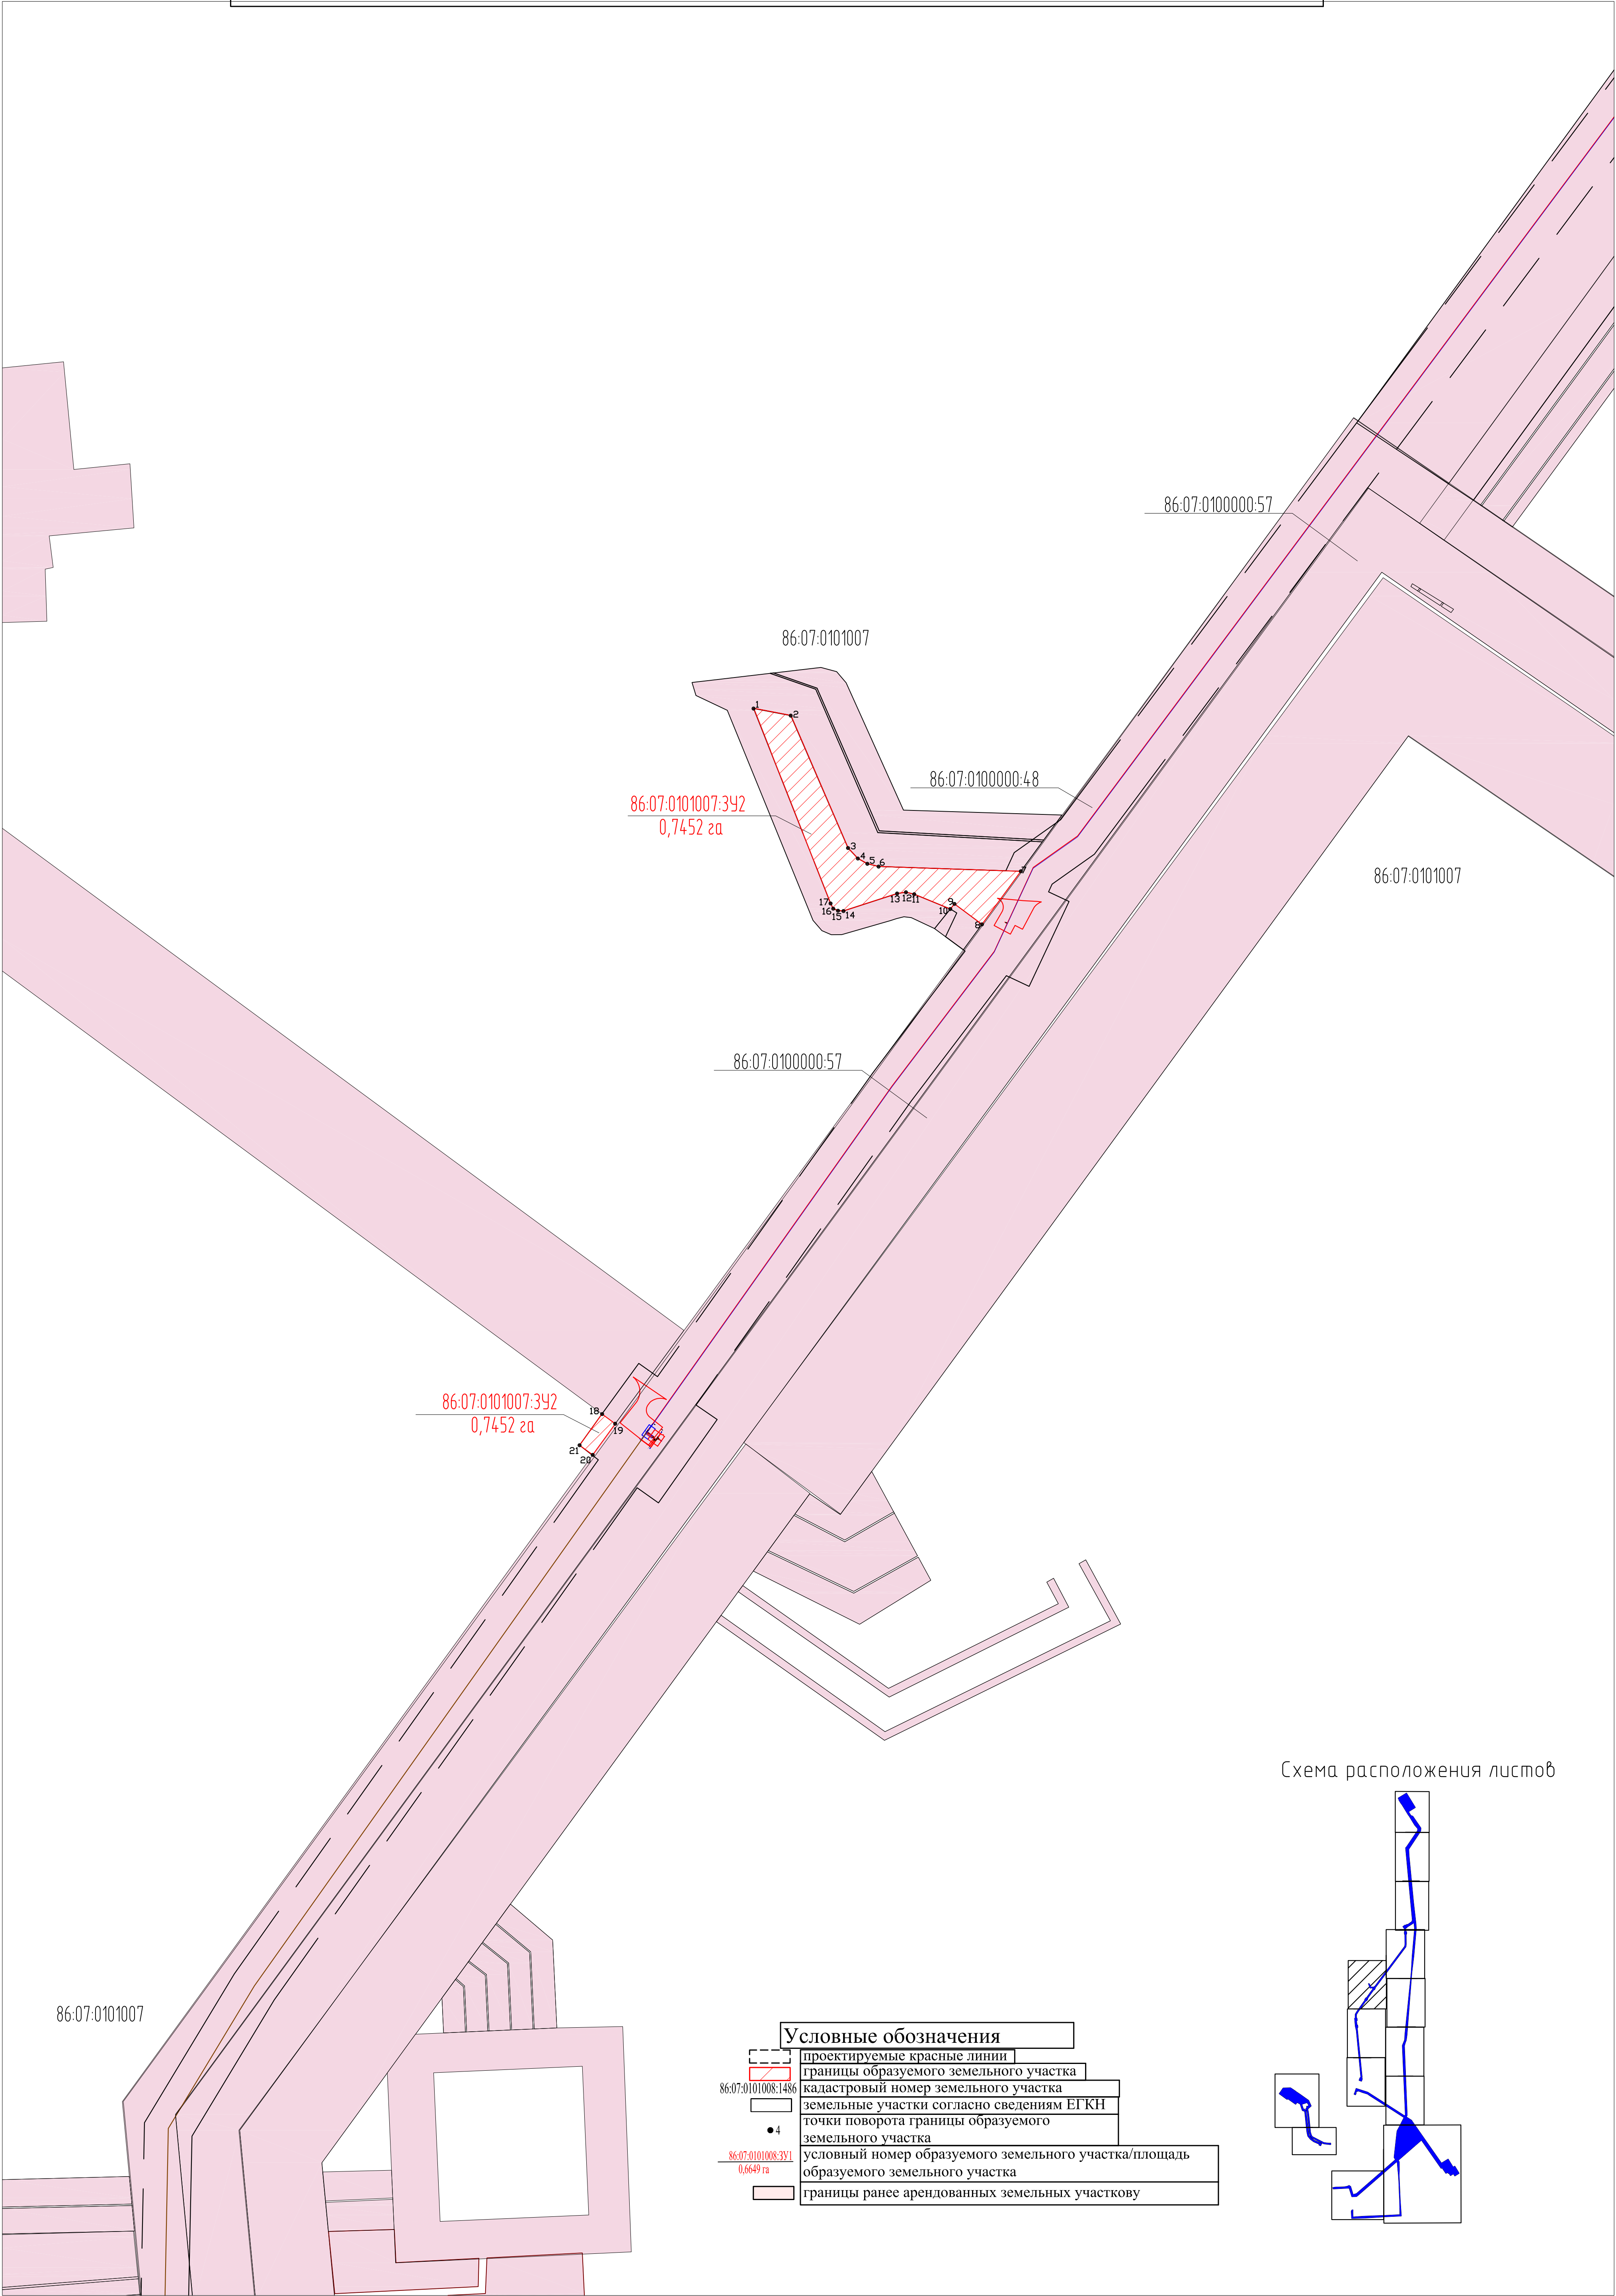 86:07:0100000:57
86:07:0101007
1
2
86:07:0100000:48
86:07:0101007:ЗУ2
0,7452 га
3
4
5
6
7
86:07:0101007
17
16
15
14
13
12
11
10
9
8
86:07:0100000:57
86:07:0101007:ЗУ2
0,7452 га
18
19
21
20
Схема расположения листов
86:07:0101007
Условные обозначения
проектируемые красные линии
границы образуемого земельного участка
86:07:0101008:1486 кадастровый номер земельного участка
земельные участки согласно сведениям ЕГКН
точки поворота границы образуемого
4
земельного участка
86:07:0101008:ЗУ1 условный номер образуемого земельного участка/площадь
0,6649 га образуемого земельного участка
границы ранее арендованных земельных участкову